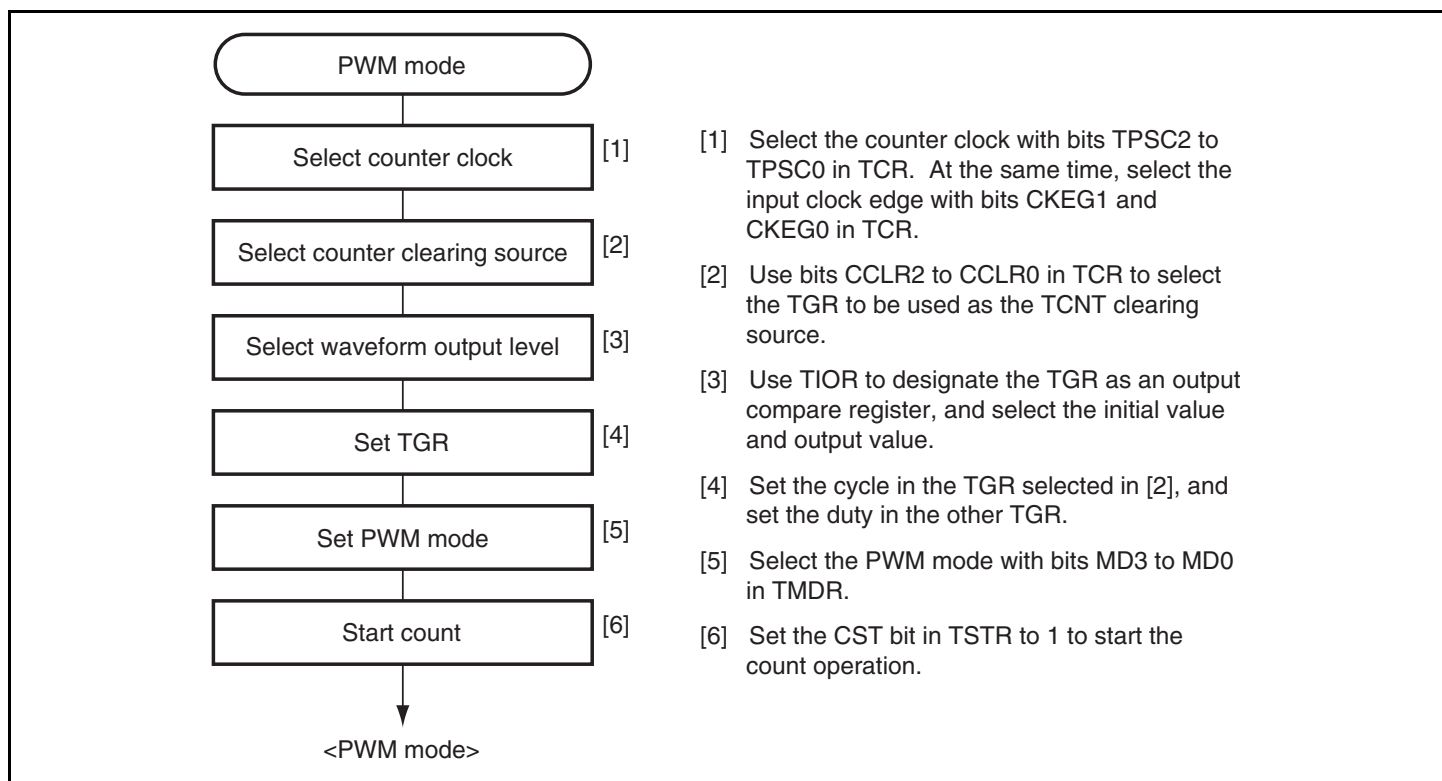 PWM mode
Select counter clock [1]
Select counter clearing source [2]
Select waveform output level [3]
Set TGR [4]
Set PWM mode [5]
Start count [6]
<PWM mode>
[1] Select the counter clock with bits TPSC2 to
TPSC0 in TCR. At the same time, select the
input clock edge with bits CKEG1 and
CKEG0 in TCR.
[2] Use bits CCLR2 to CCLR0 in TCR to select
the TGR to be used as the TCNT clearing
source.
[3] Use TIOR to designate the TGR as an output
compare register, and select the initial value
and output value.
[4] Set the cycle in the TGR selected in [2], and
set the duty in the other TGR.
[5] Select the PWM mode with bits MD3 to MD0
in TMDR.
[6] Set the CST bit in TSTR to 1 to start the
count operation.